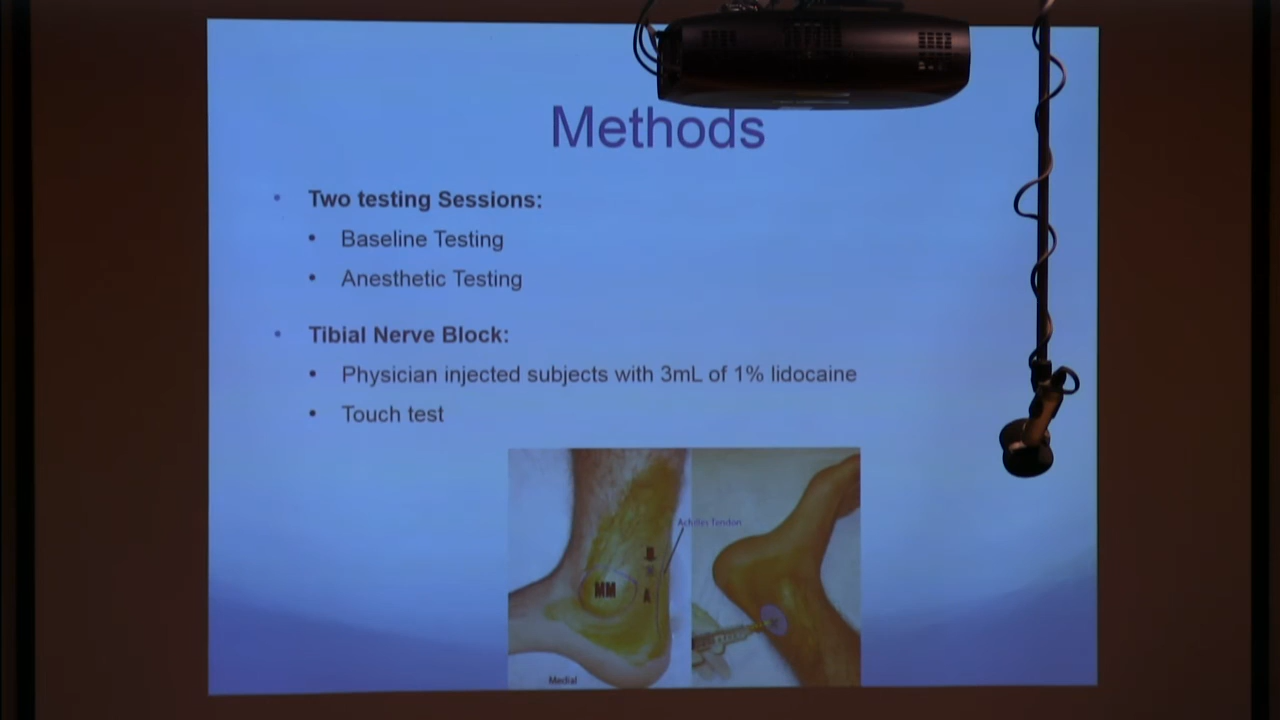 Methods
• Two testing Sessions:
• Baseline Testing
• Anesthetic Testing
• Tibial Nerve Block:
• Physician injected subjects with 3mL of 1% lidocaine
• Touch test
Achilles Tendon
MM
A
Medial